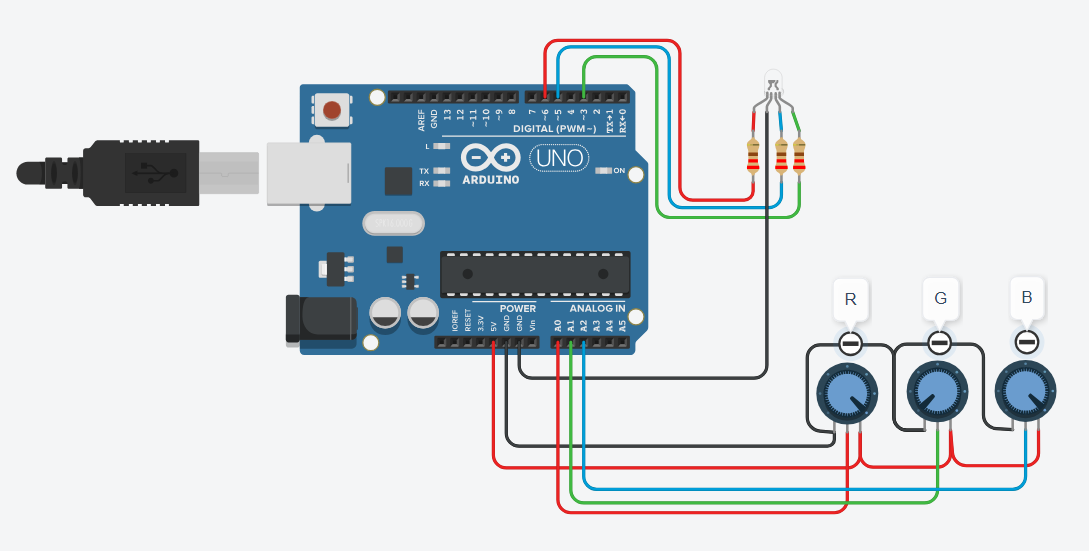 AREF
GND
13
12
~11
~10
~9
8
7
~6
~5
4
~3
2
TX→1
RX←0
DIGITAL (PWM~)
L
TX
RX
ARDUINO
UNO
ON
POWER
ANALOG IN
IOREF
RESET
3.3V
5V
GND
GND
Vin
A0
A1
A2
A3
A4
A5
R
G
B